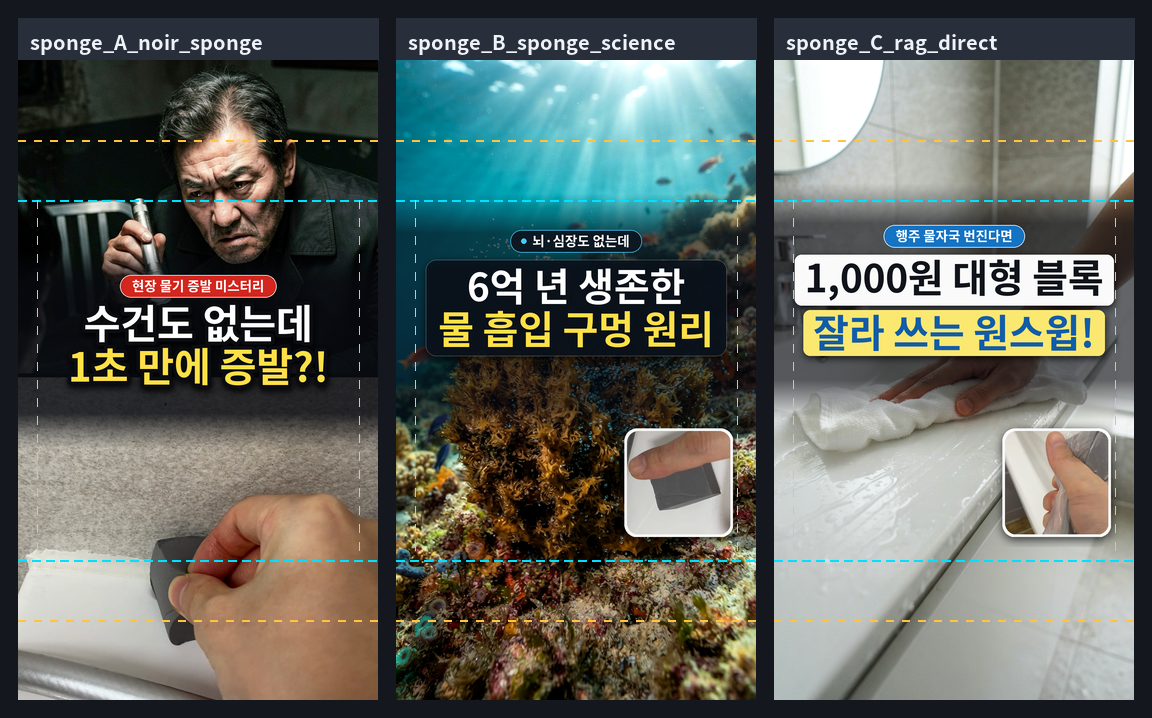 sponge_A_noir_sponge
현장 물기 증발 미스터리
수건도 없는데
1초 만에 증발?!
sponge_B_sponge_science
뇌·심장도 없는데
6억 년 생존한
물 흡입 구멍 원리
sponge_C_rag_direct
행주 물자국 번진다면
1,000원 대형 블록
잘라 쓰는 원스윕!